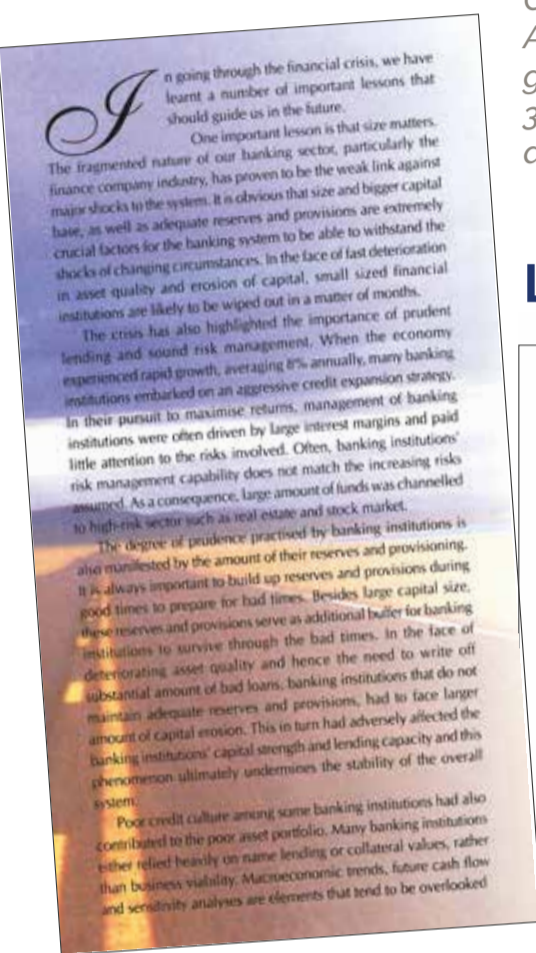 In going through the financial crisis, we have
learnt a number of important lessons that
should guide us in the future.
One important lesson is that size matters.
The fragmented nature of our banking sector, particularly the
finance company industry, has proven to be the weak link against
major shocks to the system. It is obvious that size and bigger capital
base, as well as adequate reserves and provisions are extremely
crucial factors for the banking system to be able to withstand the
shocks of changing circumstances. In the face of fast deterioration
in asset quality and erosion of capital, small sized financial
institutions are likely to be wiped out in a matter of months.
The crisis has also highlighted the importance of prudent
lending and sound risk management. When the economy
experienced rapid growth, averaging 8% annually, many banking
institutions embarked on an aggressive credit expansion strategy.
In their pursuit to maximise returns, management of banking
institutions were often driven by large interest margins and paid
little attention to the risks involved. Often, banking institutions'
risk management capability does not match the increasing risks
assumed. As a consequence, large amount of funds was channelled
to high-risk sector such as real estate and stock market.
The degree of prudence practised by banking institutions is
also manifested by the amount of their reserves and provisioning.
It is always important to build up reserves and provisions during
good times to prepare for bad times. Besides large capital size,
these reserves and provisions serve as additional buffer for banking
institutions to survive through the bad times. In the face of
deteriorating asset quality and hence the need to write off
substantial amount of bad loans, banking institutions that do not
maintain adequate reserves and provisions, had to face larger
amount of capital erosion. This in turn had adversely affected the
banking institutions' capital strength and lending capacity and this
phenomenon ultimately undermines the stability of the overall
system.
Poor credit culture among some banking institutions had also
contributed to the poor asset portfolio. Many banking institutions
either relied heavily on name lending or collateral values, rather
than business viability. Macroeconomic trends, future cash flow
and sensitivity analyses are elements that tend to be overlooked